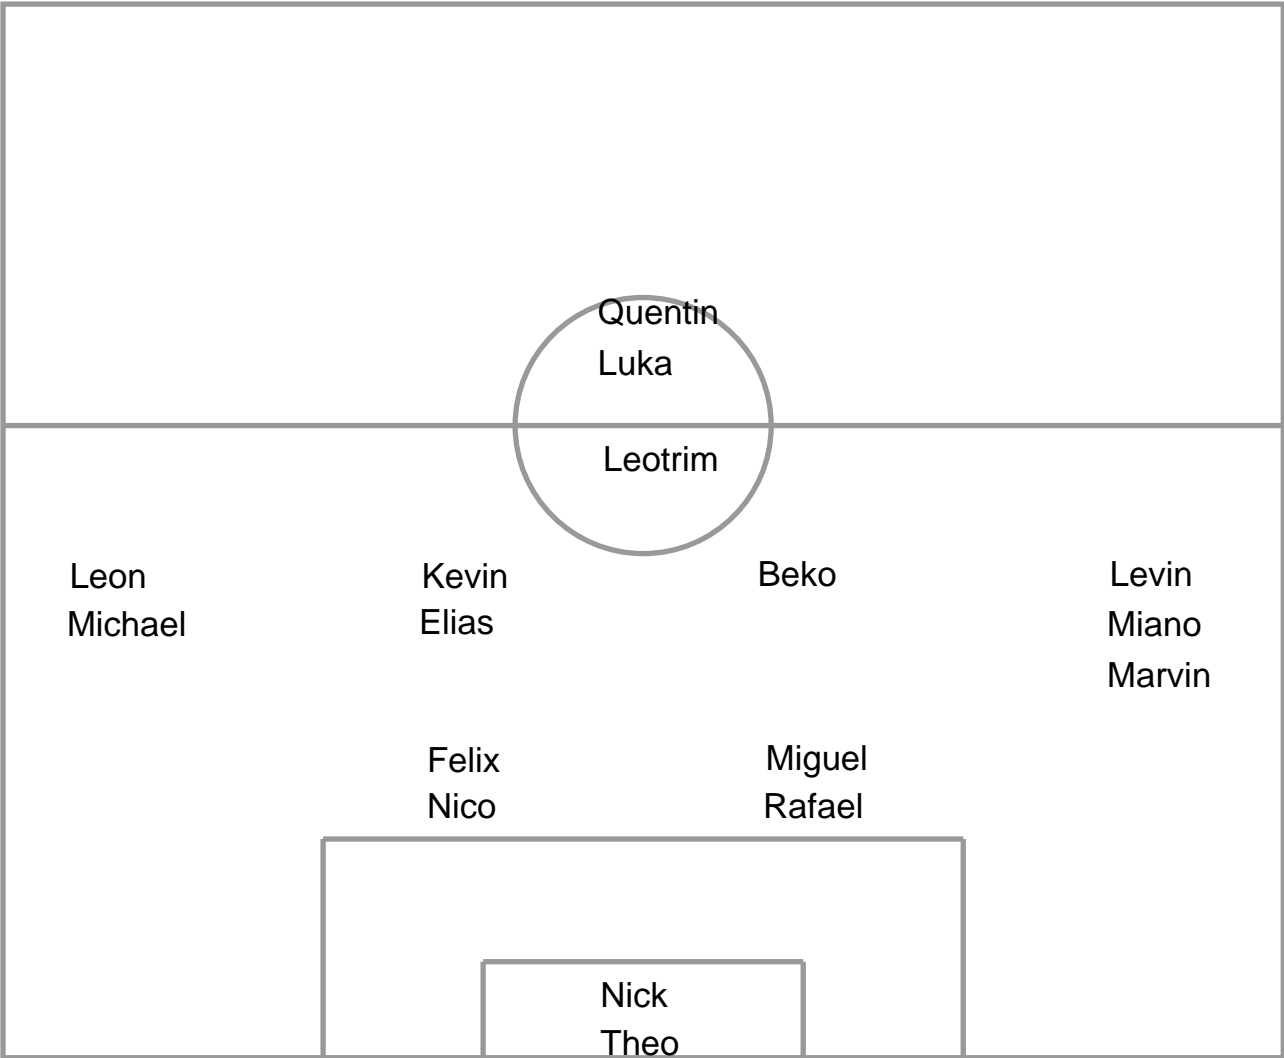 Quentin
Luka
Leotrim
Leon
Michael
Kevin
Elias
Beko
Levin
Miano
Marvin
Felix
Nico
Miguel
Rafael
Nick
Theo